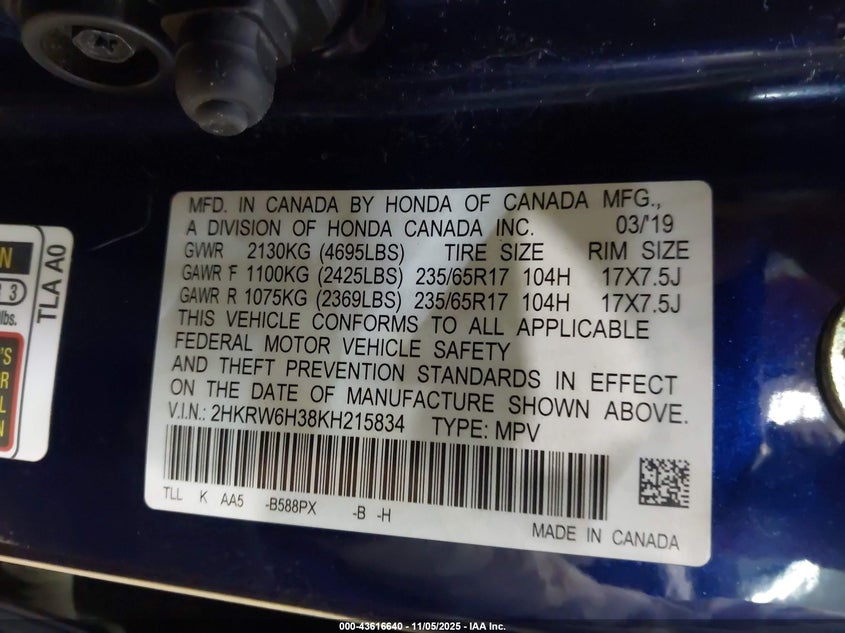 MFD. IN CANADA BY HONDA OF CANADA MFG.,
A DIVISION OF HONDA CANADA INC. 03/'19
GVWR 2130KG (4695LBS) TIRE SIZE RIM SIZE
GAWR F 1100KG (2425LBS) 235/65R17 104H 17X7.5J
GAWR R 1075KG (2369LBS) 235/65R17 104H 17X7.5J
THIS VEHICLE CONFORMS TO ALL APPLICABLE
FEDERAL MOTOR VEHICLE SAFETY
AND THEFT PREVENTION STANDARDS IN EFFECT
ON THE DATE OF MANUFACTURE SHOWN ABOVE.
V.I.N.: 2HKRW6H38KH215834 TYPE: MPV
TLL K AA5 -B588PX -B -H
MADE IN CANADA
TLA A0
N
3
lbs.
'S
R
L
N
000-43616640 - 11/05/2025 - IAA Inc.